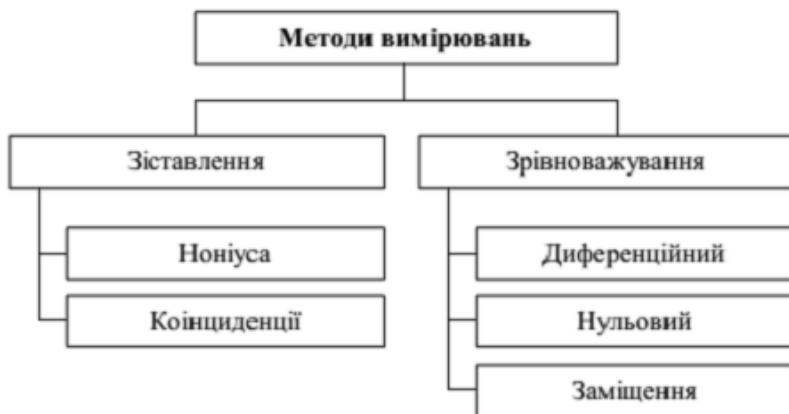 Методи вимірювань
Зіставлення
Зрівноважування
Ноніуса
Диференційний
Коінциденції
Нульовий
Заміщення